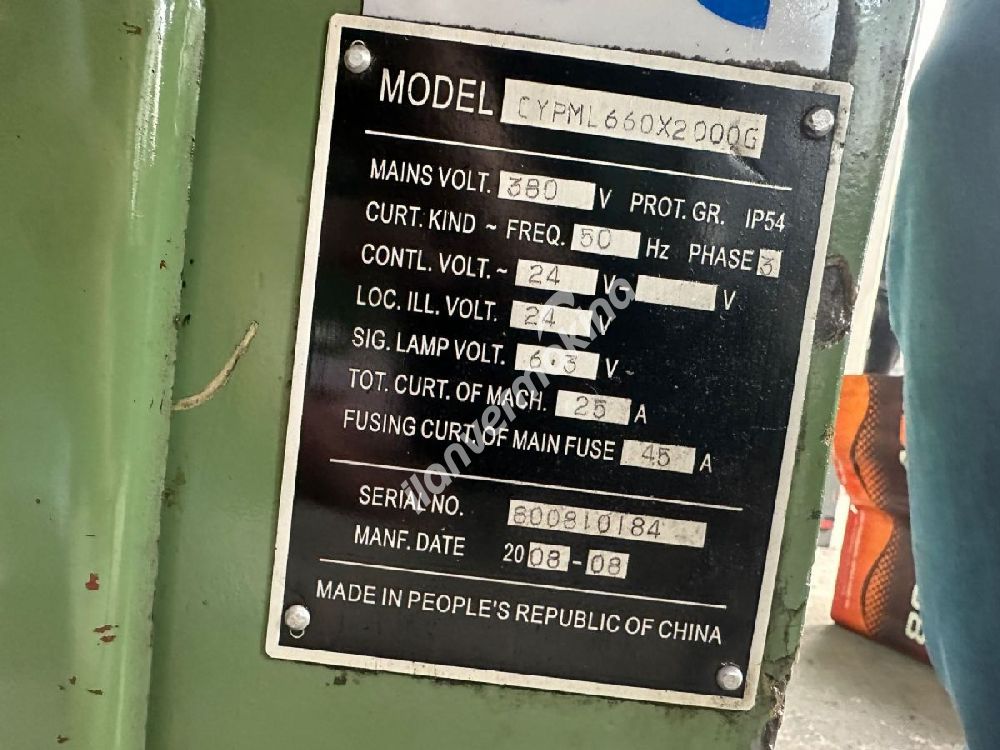 MODEL CYPML660X2000G
MAINS VOLT. 380 V PROT. GR. IP54
CURT. KIND ~ FREQ. 50 Hz PHASE 3
CONTL. VOLT. ~ 24 V- V
LOC. ILL. VOLT. 24 V
SIG. LAMP VOLT. 6.3 V ~
TOT. CURT. OF MACH. 25 A
FUSING CURT. OF MAIN FUSE 45 A
SERIAL NO. 800810184
MANF. DATE 2008-08
MADE IN PEOPLE'S REPUBLIC OF CHINA
ilanvermakina